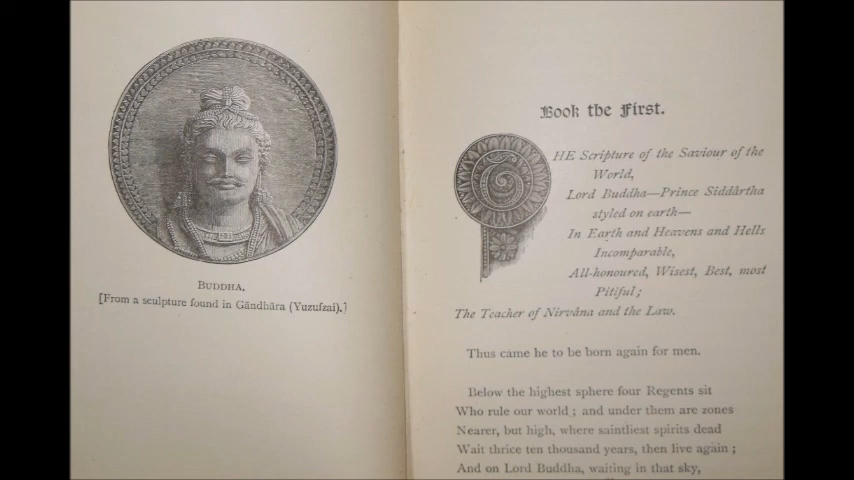 BUDDHA.
[From a sculpture found in Gândhâra (Yuzufzai).]
Book the First.
THE Scripture of the Saviour of the
World,
Lord Buddha—Prince Siddârtha
styled on earth—
In Earth and Heavens and Hells
Incomparable,
All-honoured, Wisest, Best, most
Pitiful;
The Teacher of Nirvâna and the Law.
Thus came he to be born again for men.
Below the highest sphere four Regents sit
Who rule our world; and under them are zones
Nearer, but high, where saintliest spirits dead
Wait thrice ten thousand years, then live again;
And on Lord Buddha, waiting in that sky,